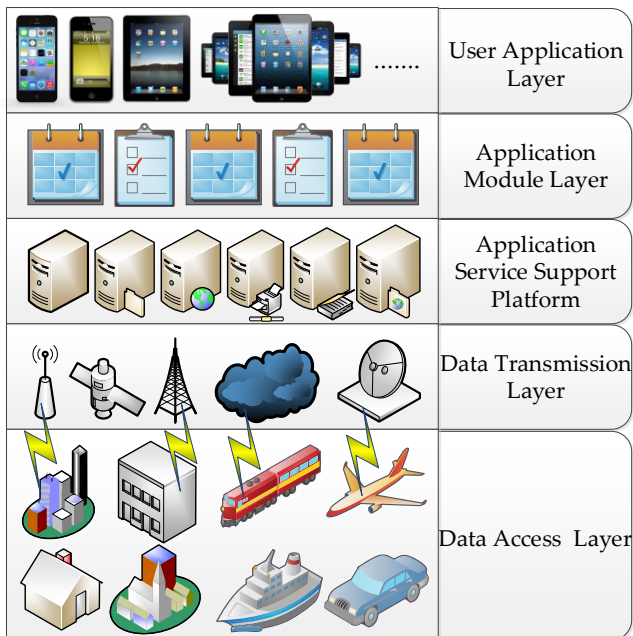 User Application
Layer
Application
Module Layer
Application
Service Support
Platform
Data Transmission
Layer
Data Access Layer